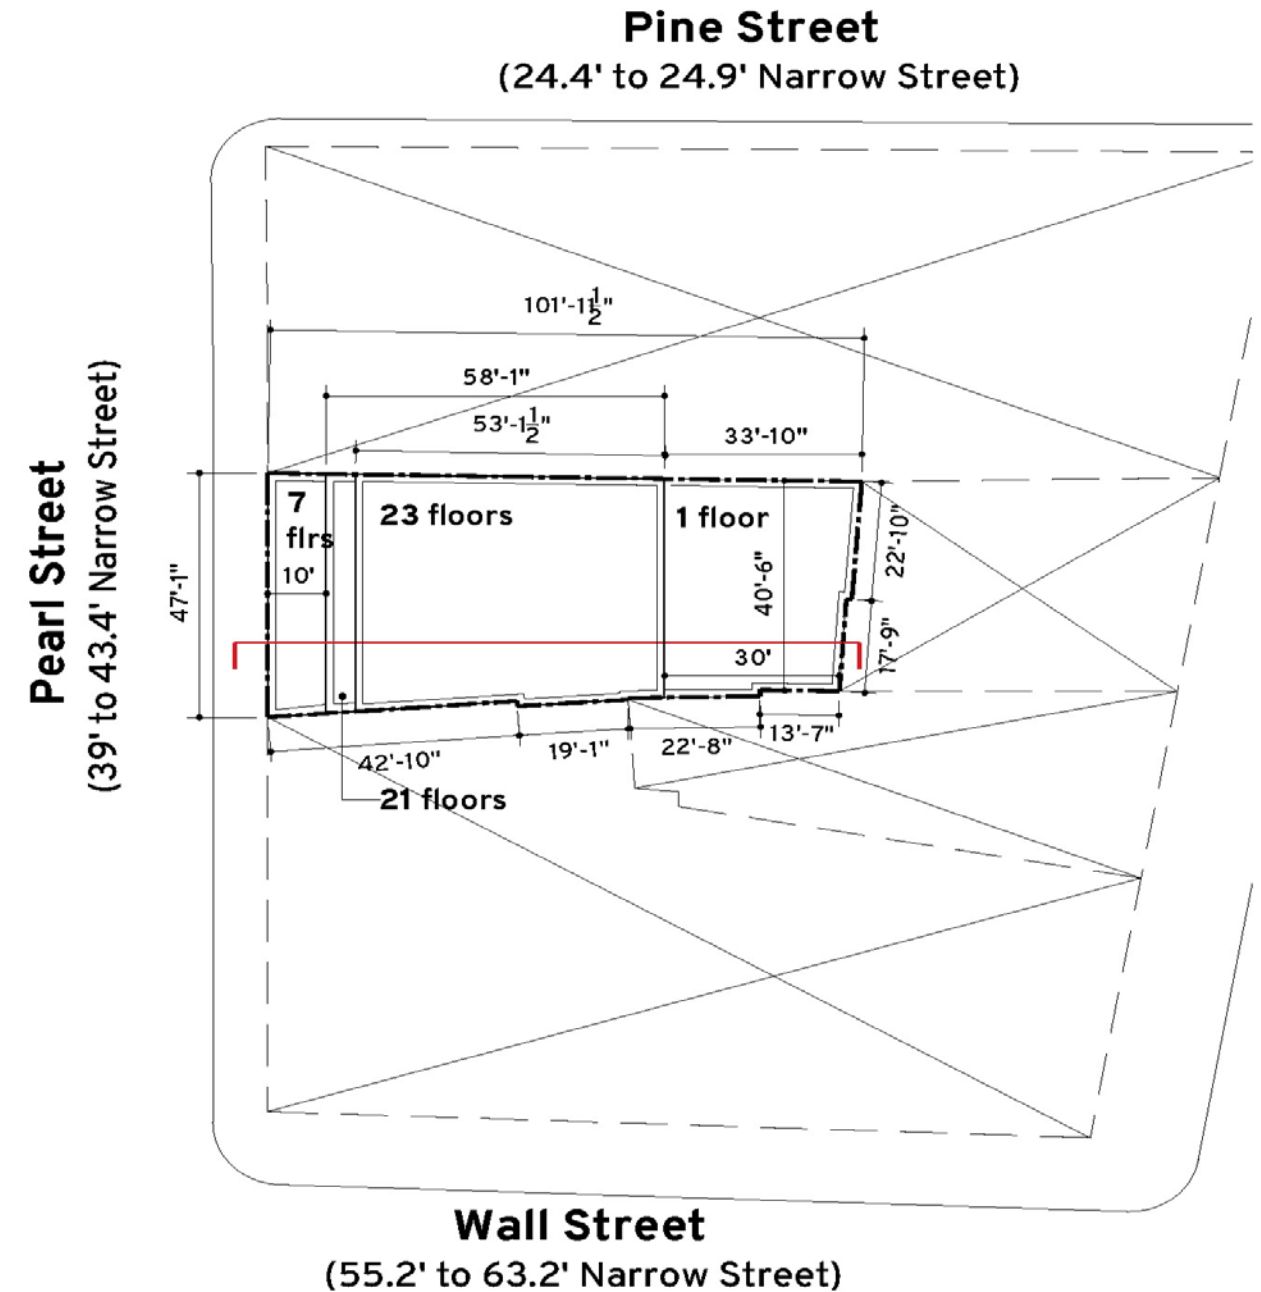 Pine Street
(24.4' to 24.9' Narrow Street)
101'-11 1/2"
58'-1"
53'-1 1/2"
33'-10"
Pearl Street
(39' to 43.4' Narrow Street)
47'-1"
7
flrs
10'
23 floors
1 floor
40'-6"
30'
22'-10"
17'-9"
42'-10"
19'-1"
22'-8"
13'-7"
21 floors
Wall Street
(55.2' to 63.2' Narrow Street)